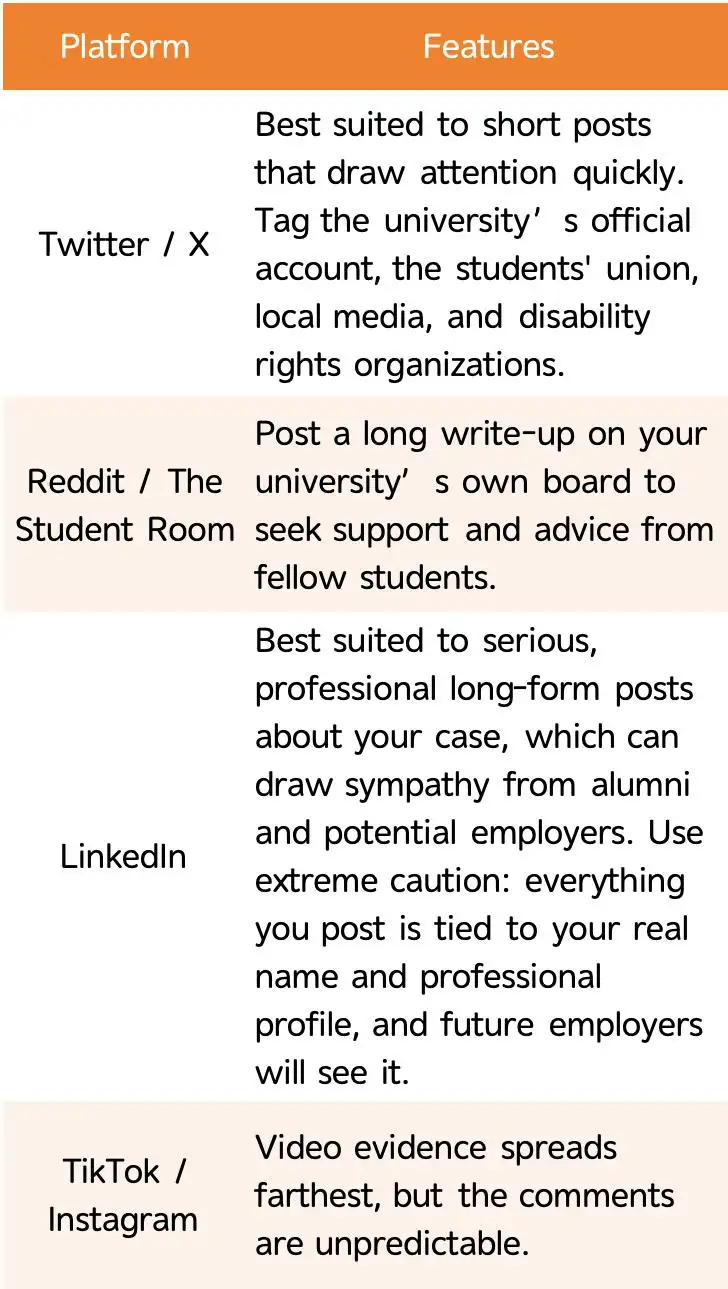 Platform Features
Twitter / X
Best suited to short posts
that draw attention quickly.
Tag the university’s official
account, the students' union,
local media, and disability
rights organizations.
Reddit / The
Student Room
Post a long write-up on your
university’s own board to
seek support and advice from
fellow students.
LinkedIn
Best suited to serious,
professional long-form posts
about your case, which can
draw sympathy from alumni
and potential employers. Use
extreme caution: everything
you post is tied to your real
name and professional
profile, and future employers
will see it.
TikTok /
Instagram
Video evidence spreads
farthest, but the comments
are unpredictable.